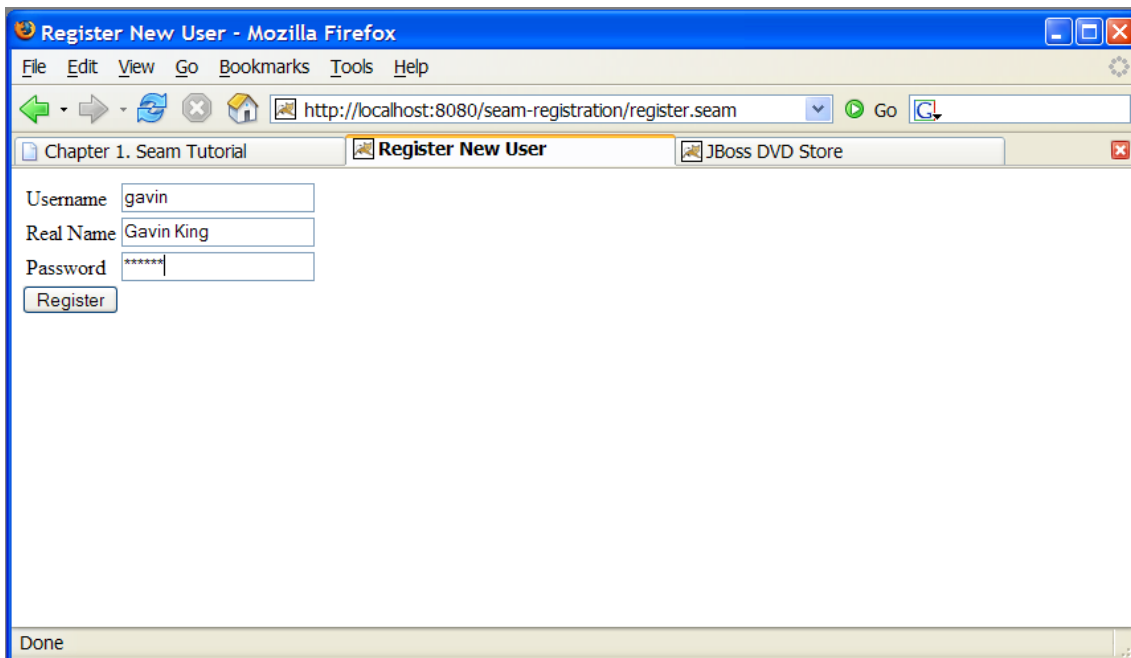 Register New User - Mozilla Firefox
File Edit View Go Bookmarks Tools Help
http://localhost:8080/seam-registration/register.seam Go G
Chapter 1. Seam Tutorial Register New User JBoss DVD Store
Username gavin
Real Name Gavin King
Password ******
Register
Done